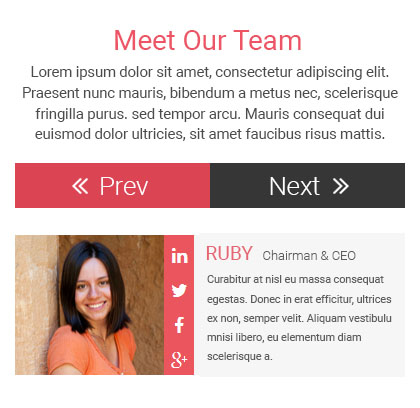 Meet Our Team
Lorem ipsum dolor sit amet, consectetur adipiscing elit.
Praesent nunc mauris, bibendum a metus nec, scelerisque
fringilla purus. sed tempor arcu. Mauris consequat dui
euismod dolor ultricies, sit amet faucibus risus mattis.
« Prev
Next »
in
RUBY Chairman & CEO
f
g+
Curabitur at nisl eu massa consequat
egestas. Donec in erat efficitur, ultrices
ex non, semper velit. Aliquam vestibulu
mnisi libero, eu elementum diam
scelerisque a.